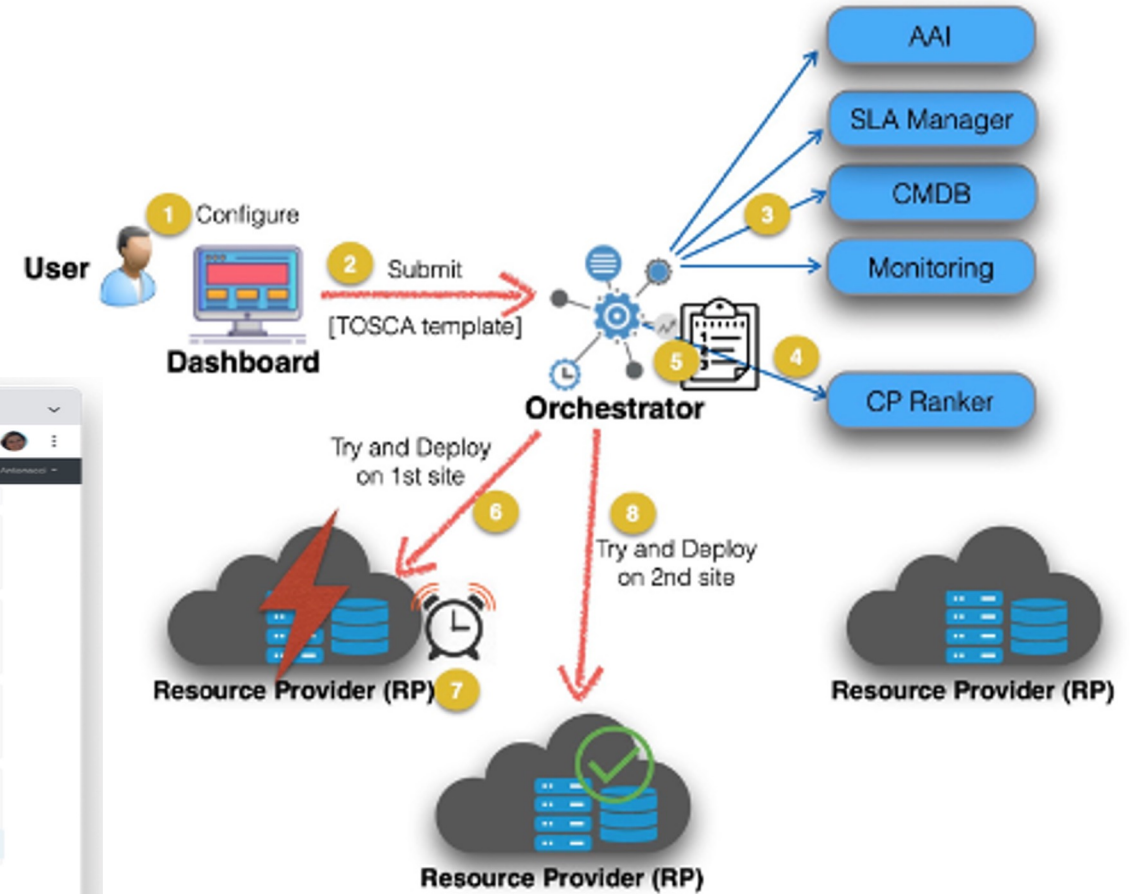 AAI
SLA Manager
CMDB
Monitoring
3
1 Configure
User
2 Submit
[TOSCA template]
Dashboard
5
4
CP Ranker
Orchestrator
Try and Deploy
on 1st site
6
8
Try and Deploy
on 2nd site
Resource Provider (RP)
7
Resource Provider (RP)
Resource Provider (RP)